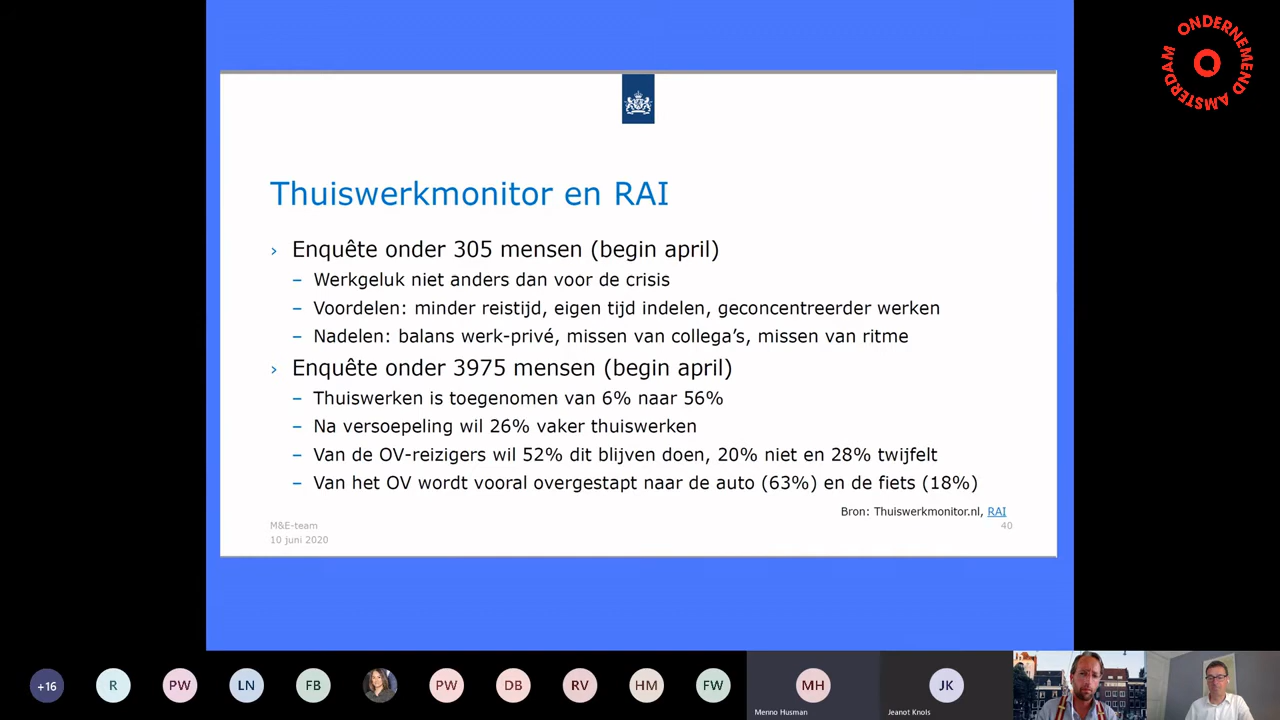 ONDERNEMEND AMSTERDAM
Thuiswerkmonitor en RAI
› Enquête onder 305 mensen (begin april)
– Werkgeluk niet anders dan voor de crisis
– Voordelen: minder reistijd, eigen tijd indelen, geconcentreerder werken
– Nadelen: balans werk-privé, missen van collega’s, missen van ritme
› Enquête onder 3975 mensen (begin april)
– Thuiswerken is toegenomen van 6% naar 56%
– Na versoepeling wil 26% vaker thuiswerken
– Van de OV-reizigers wil 52% dit blijven doen, 20% niet en 28% twijfelt
– Van het OV wordt vooral overgestapt naar de auto (63%) en de fiets (18%)
Bron: Thuiswerkmonitor.nl, RAI
M&E-team
40
10 juni 2020
+16
R
PW
LN
FB
PW
DB
RV
HM
FW
MH
JK
Menno Husman
Jeanot Knols